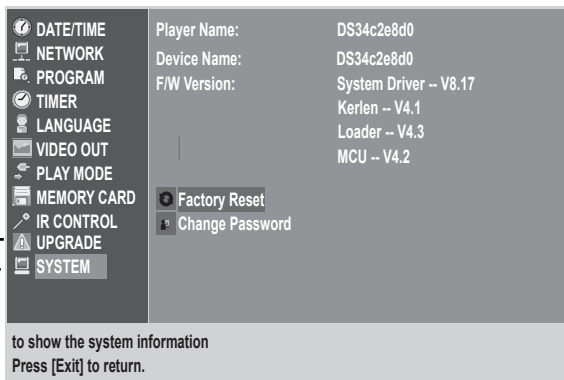 DATE/TIME
NETWORK
PROGRAM
TIMER
LANGUAGE
VIDEO OUT
PLAY MODE
MEMORY CARD
IR CONTROL
UPGRADE
SYSTEM
Player Name: DS34c2e8d0
Device Name: DS34c2e8d0
F/W Version: System Driver -- V8.17
Kerlen -- V4.1
Loader -- V4.3
MCU -- V4.2
Factory Reset
Change Password
to show the system information
Press [Exit] to return.